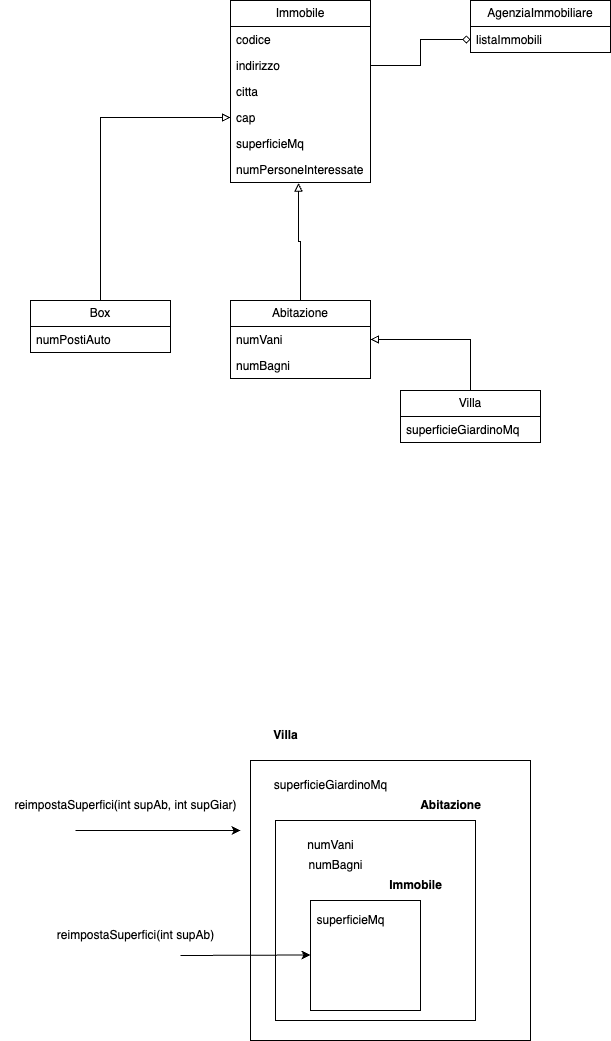 Immobile
codice
indirizzo
citta
cap
superficieMq
numPersoneInteressate
AgenziaImmobiliare
listaImmobili
Box
numPostiAuto
Abitazione
numVani
numBagni
Villa
superficieGiardinoMq
Villa
superficieGiardinoMq
reimpostaSuperfici(int supAb, int supGiar)
Abitazione
numVani
numBagni
Immobile
superficieMq
reimpostaSuperfici(int supAb)